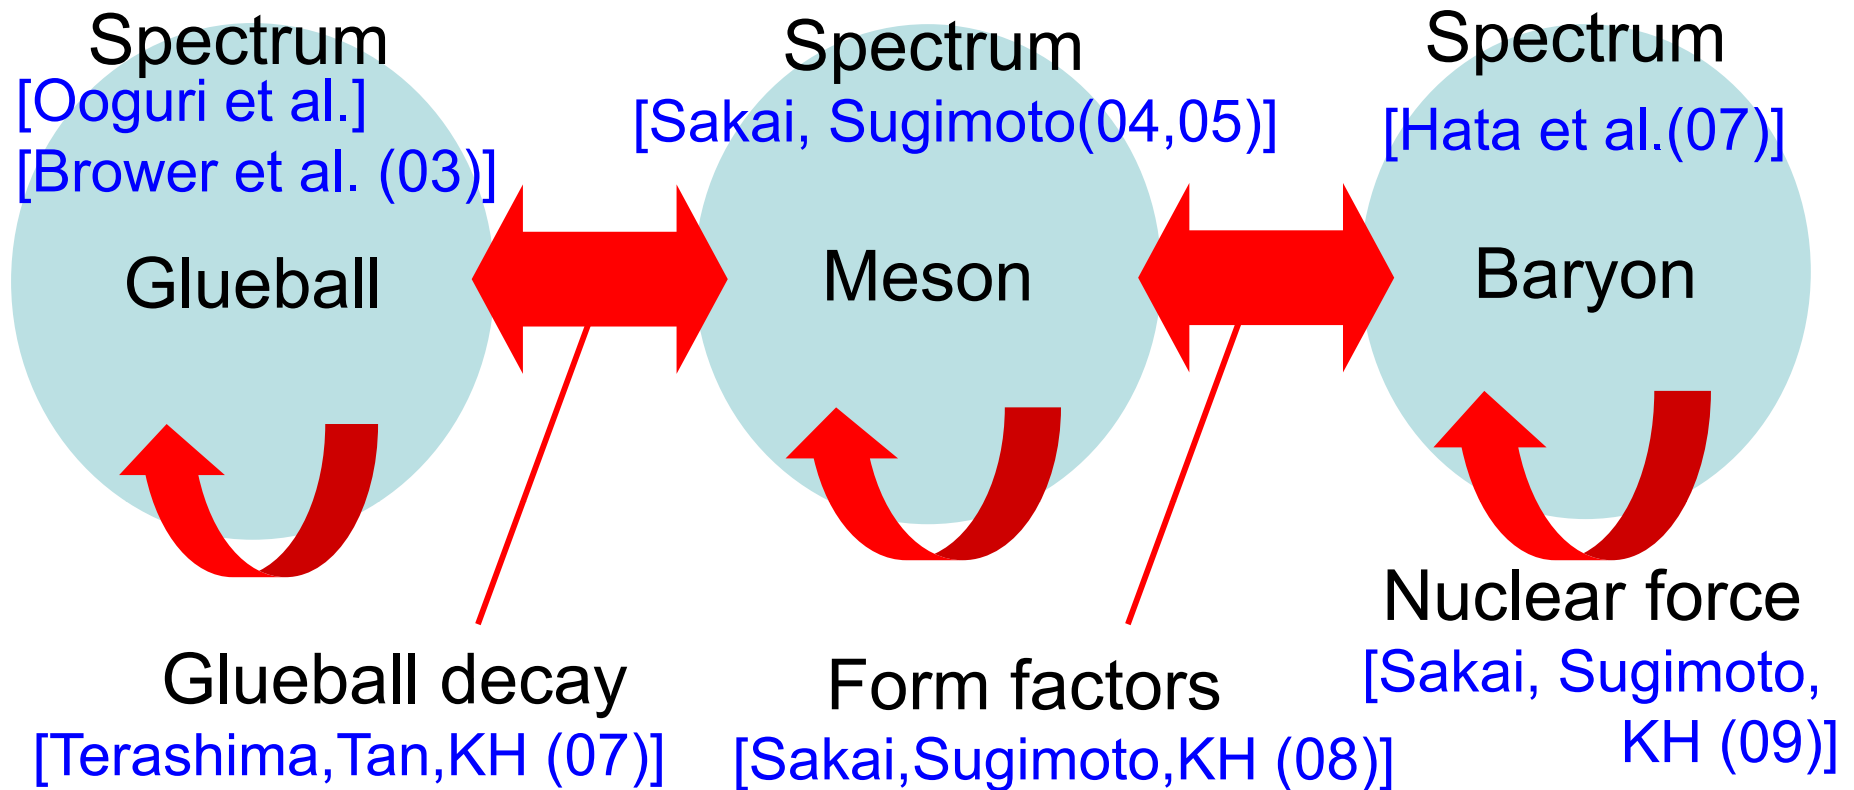 Spectrum
[Ooguri et al.]
[Brower et al. (03)]
Glueball
Spectrum
[Sakai, Sugimoto(04,05)]
Meson
Spectrum
[Hata et al.(07)]
Baryon
Glueball decay
[Terashima,Tan,KH (07)]
Form factors
[Sakai,Sugimoto,KH (08)]
Nuclear force
[Sakai, Sugimoto,
KH (09)]